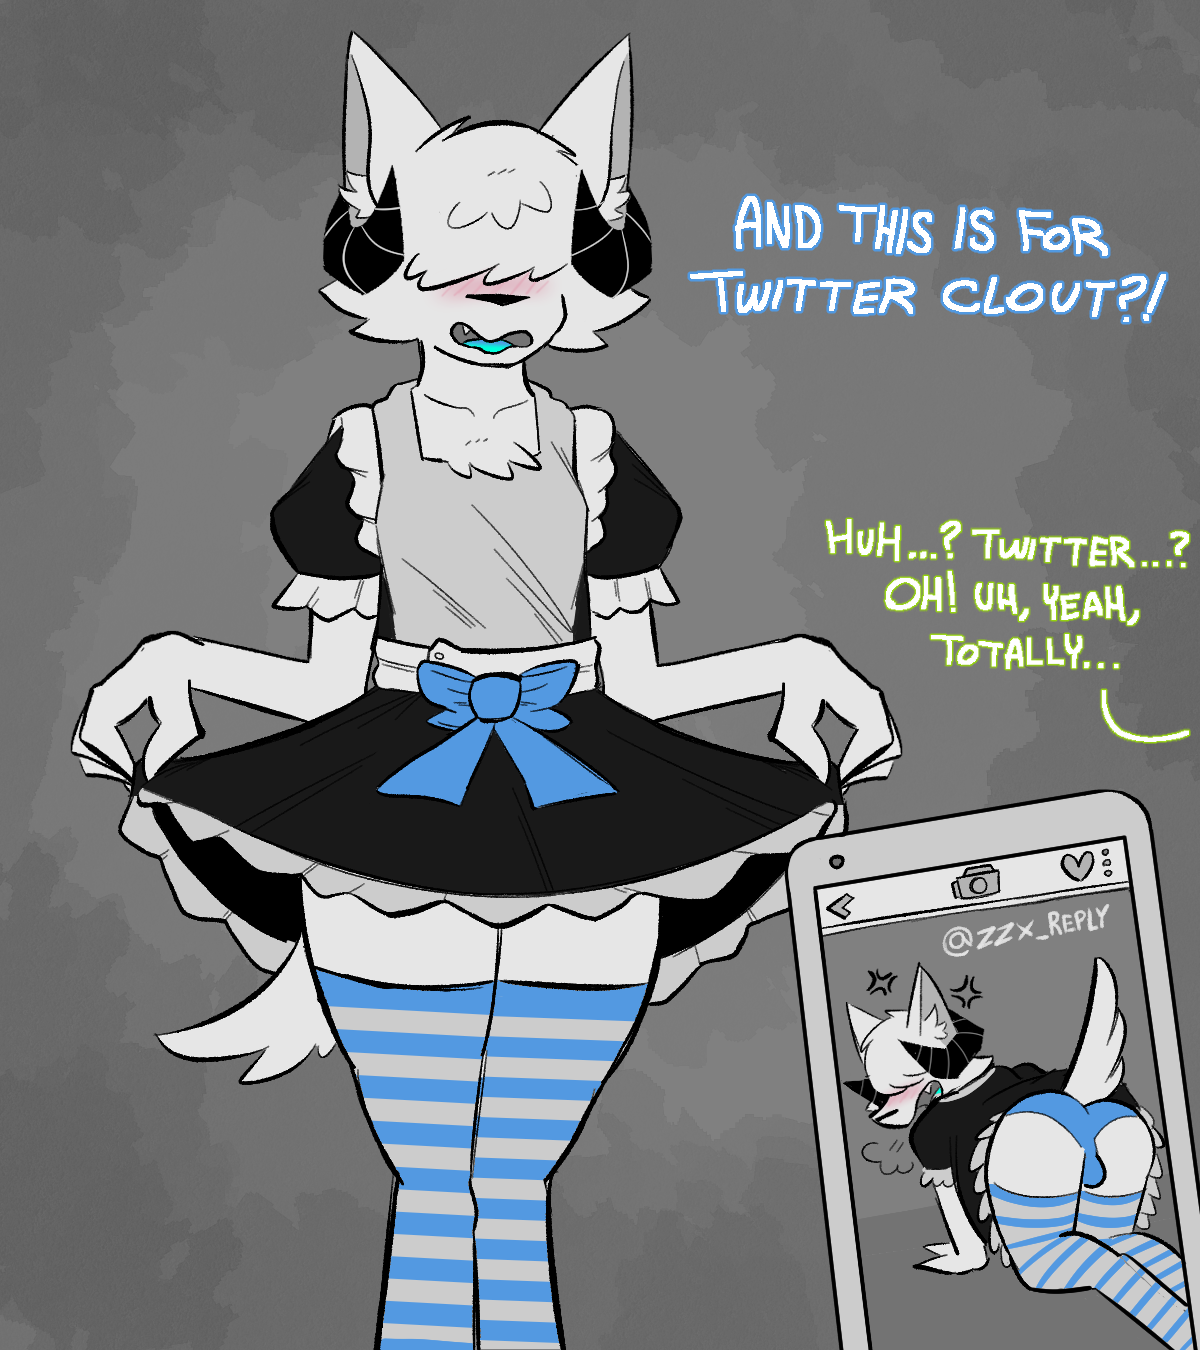 AND THIS IS FOR
TWITTER CLOUT?!
HUH...? TWITTER...?
OH! UH, YEAH,
TOTALLY...
@ZZX_REPLY